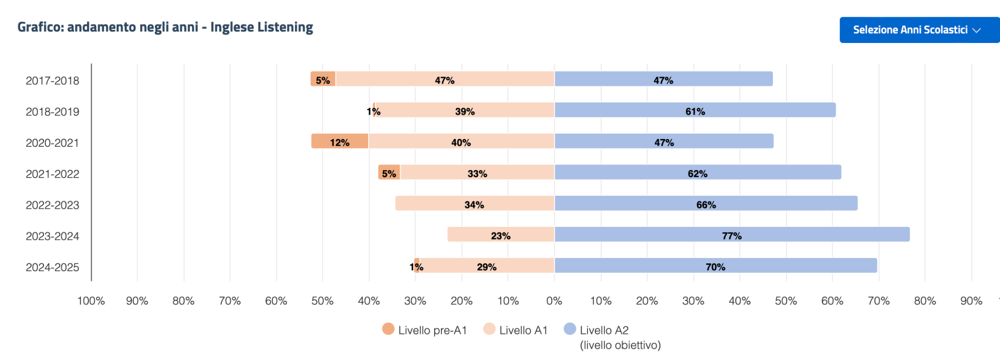 Grafico: andamento negli anni - Inglese Listening
Selezione Anni Scolastici
2017-2018 5% 47% 47%
2018-2019 1% 39% 61%
2020-2021 12% 40% 47%
2021-2022 5% 33% 62%
2022-2023 34% 66%
2023-2024 23% 77%
2024-2025 1% 29% 70%
100% 90% 80% 70% 60% 50% 40% 30% 20% 10% 0% 10% 20% 30% 40% 50% 60% 70% 80% 90%
Livello pre-A1 Livello A1 Livello A2
(livello obiettivo)